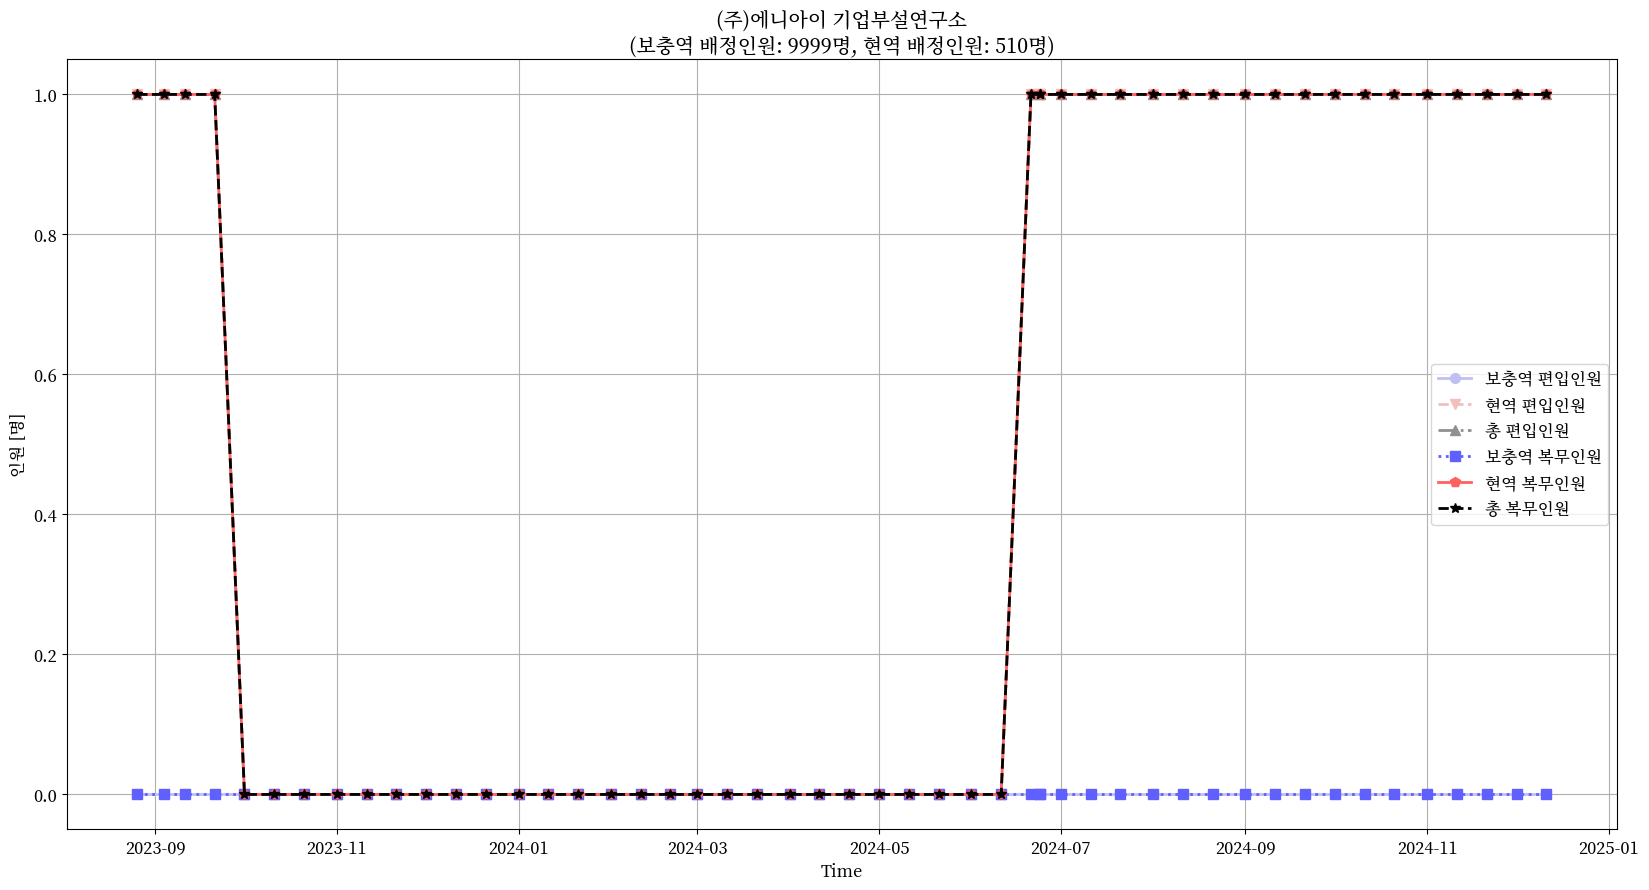 (주)에니아이 기업부설연구소
(보충역 배정인원: 9999명, 현역 배정인원: 510명)
1.0
0.8
0.6
0.4
0.2
0.0
인원 [명]
보충역 편입인원
현역 편입인원
총 편입인원
보충역 복무인원
현역 복무인원
총 복무인원
2023-09 2023-11 2024-01 2024-03 2024-05 2024-07 2024-09 2024-11 2025-01
Time